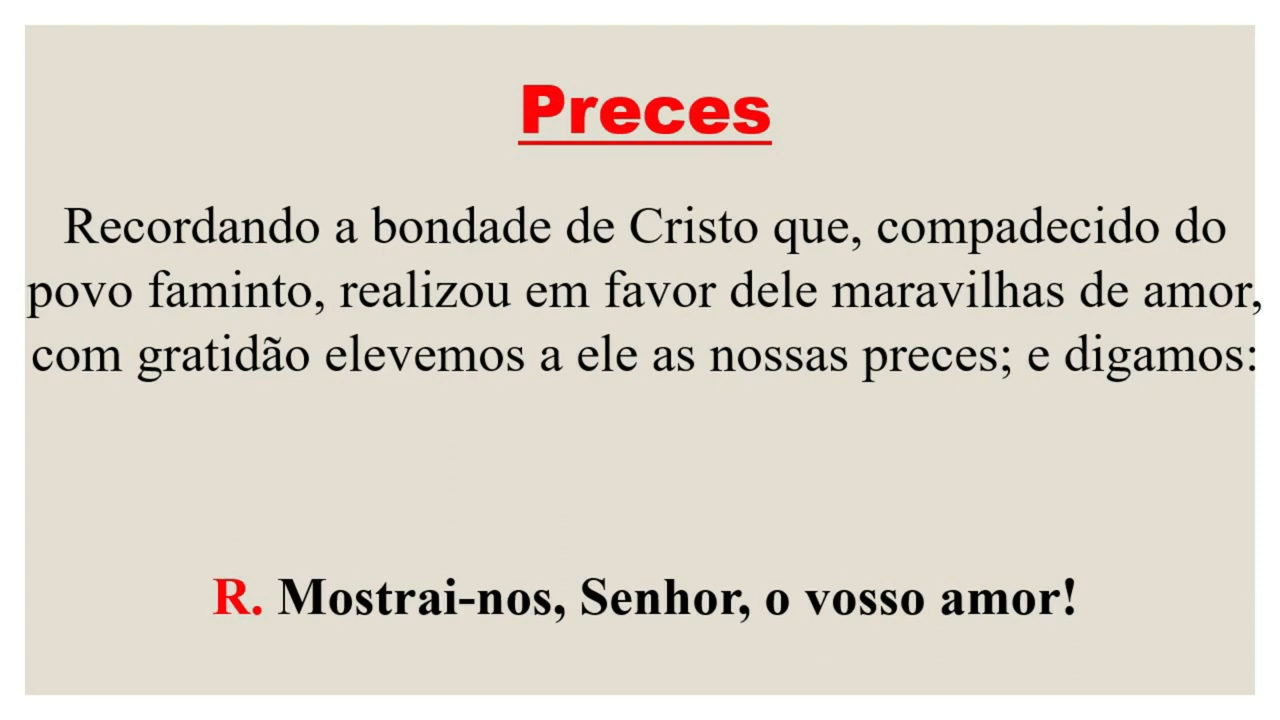 Preces
Recordando a bondade de Cristo que, compadecido do
povo faminto, realizou em favor dele maravilhas de amor,
com gratidão elevemos a ele as nossas preces; e digamos:
R. Mostrai-nos, Senhor, o vosso amor!